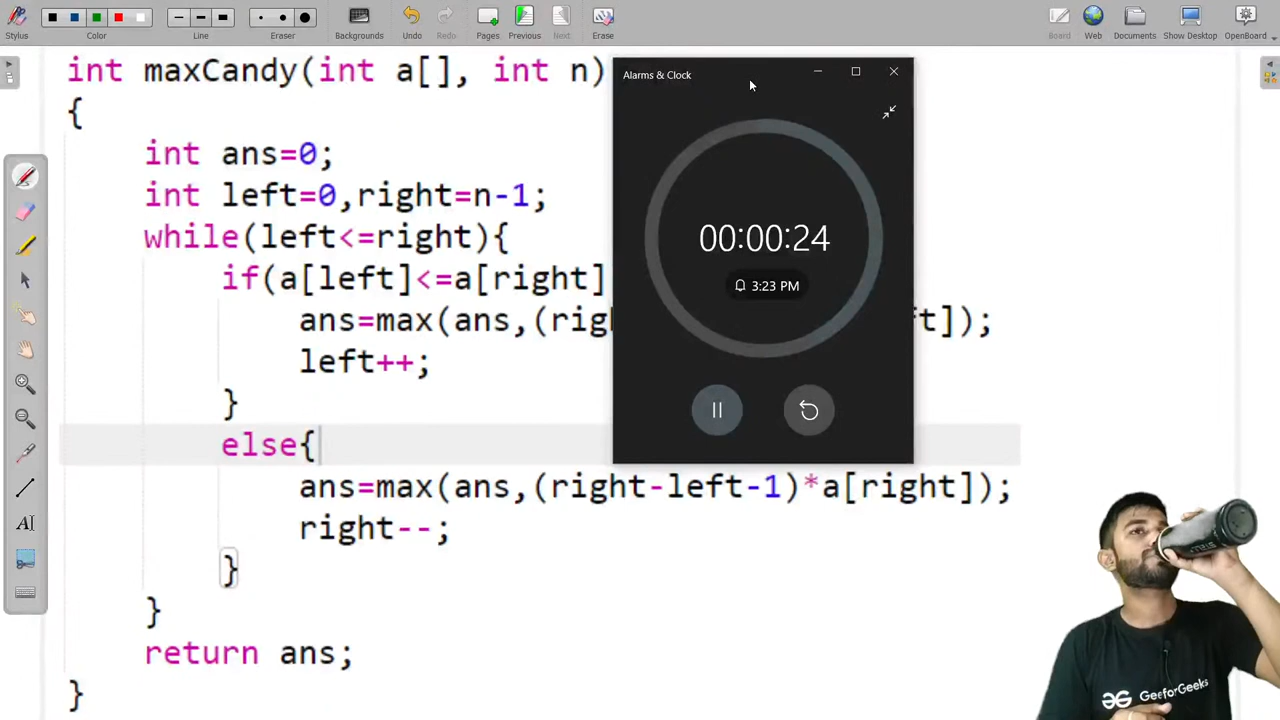 Stylus
Color
Line
Eraser
Backgrounds
Undo
Redo
Pages
Previous
Next
Erase
Board
Web
Documents
Show Desktop
OpenBoard
int maxCandy(int a[], int n)
{
int ans=0;
int left=0,right=n-1;
while(left<=right){
if(a[left]<=a[right]
ans=max(ans,(righ
ft]);
left++;
}
else{
ans=max(ans,(right-left-1)*a[right]);
right--;
}
}
return ans;
}
Alarms & Clock
00:00:24
3:23 PM
GeeforGeeks